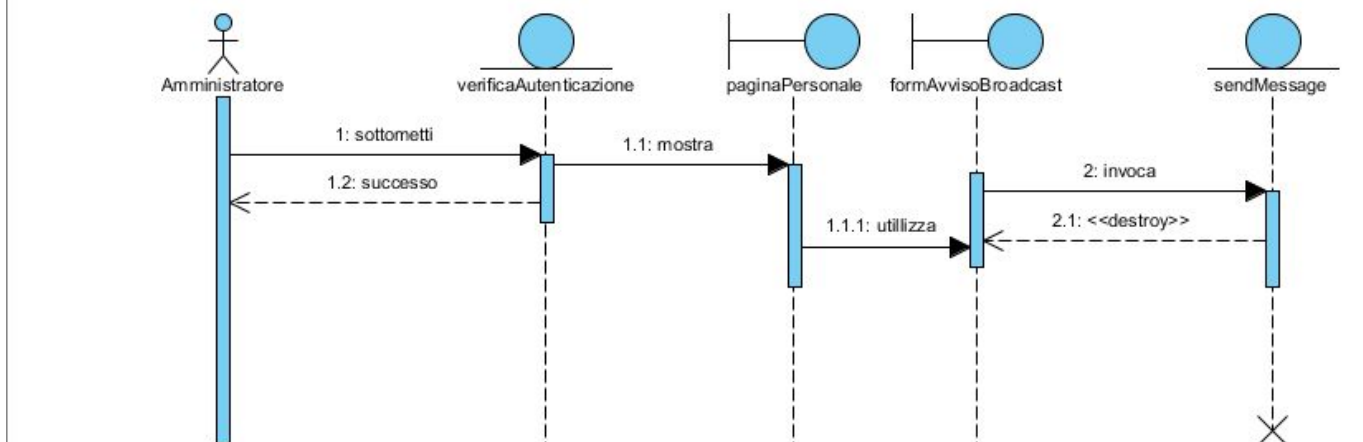 Amministratore
verificaAutenticazione
paginaPersonale
formAvvisoBroadcast
sendMessage
1: sottometti
1.1: mostra
1.2: successo
2: invoca
1.1.1: utillizza
2.1: <<destroy>>